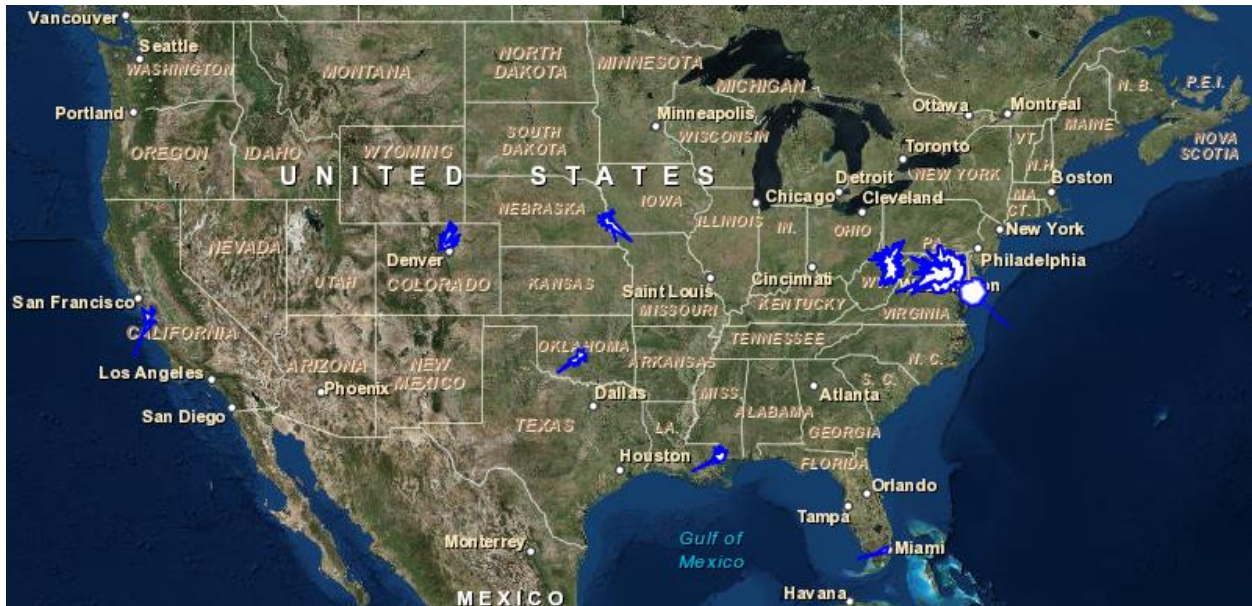 Vancouver
Seattle
WASHINGTON
MONTANA
NORTH
DAKOTA
MINNESOTA
MICHIGAN
Ottawa
Montreal
N. B.
P.E.I.
Portland
Minneapolis
WISCONSIN
MAINE
NOVA
SCOTIA
OREGON
IDAHO
WYOMING
SOUTH
DAKOTA
Toronto
VT.
N.H.
UNITED STATES
Detroit
NEW YORK
Boston
MA.
CT.
NEBRASKA
IOWA
Chicago
Cleveland
ILLINOIS
IN.
OHIO
New York
NEVADA
PA.
Denver
Philadelphia
UTAH
COLORADO
KANSAS
Saint Louis
Cincinnati
San Francisco
MISSOURI
KENTUCKY
VIRGINIA
CALIFORNIA
OKLAHOMA
TENNESSEE
ARIZONA
NEW
MEXICO
ARKANSAS
N. C.
Los Angeles
Phoenix
Dallas
MISS.
Atlanta
S. C.
San Diego
TEXAS
LA.
ALABAMA
GEORGIA
Houston
FLORIDA
Orlando
Tampa
Monterrey
Gulf of
Mexico
Miami
MEXICO
Havana